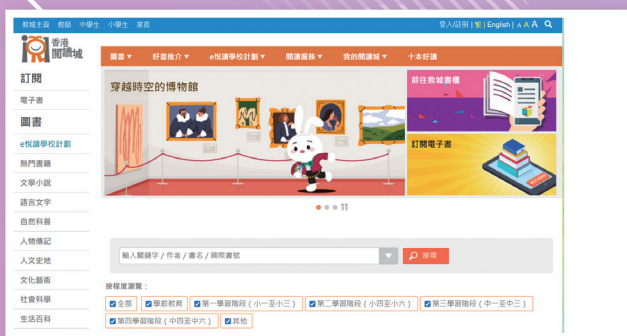 教城主頁 教師 中學生 小學生 家長
登入/註冊 | 繁 | English | A A A
香港
閱讀城
圖書 好書推介 e悅讀學校計劃 閱讀服務 我的閱讀城 十本好讀
訂閱
電子書
圖書
e悅讀學校計劃
熱門書籍
文學小說
語言文字
自然科普
人物傳記
人文史地
文化藝術
社會科學
生活百科
穿越時空的博物館
前往教城書櫃
訂閱電子書
輸入關鍵字 / 作者 / 書名 / 國際書號
搜尋
按程度瀏覽：
全部 學前教育 第一學習階段（小一至小三） 第二學習階段（小四至小六） 第三學習階段（中一至中三）
第四學習階段（中四至中六） 其他